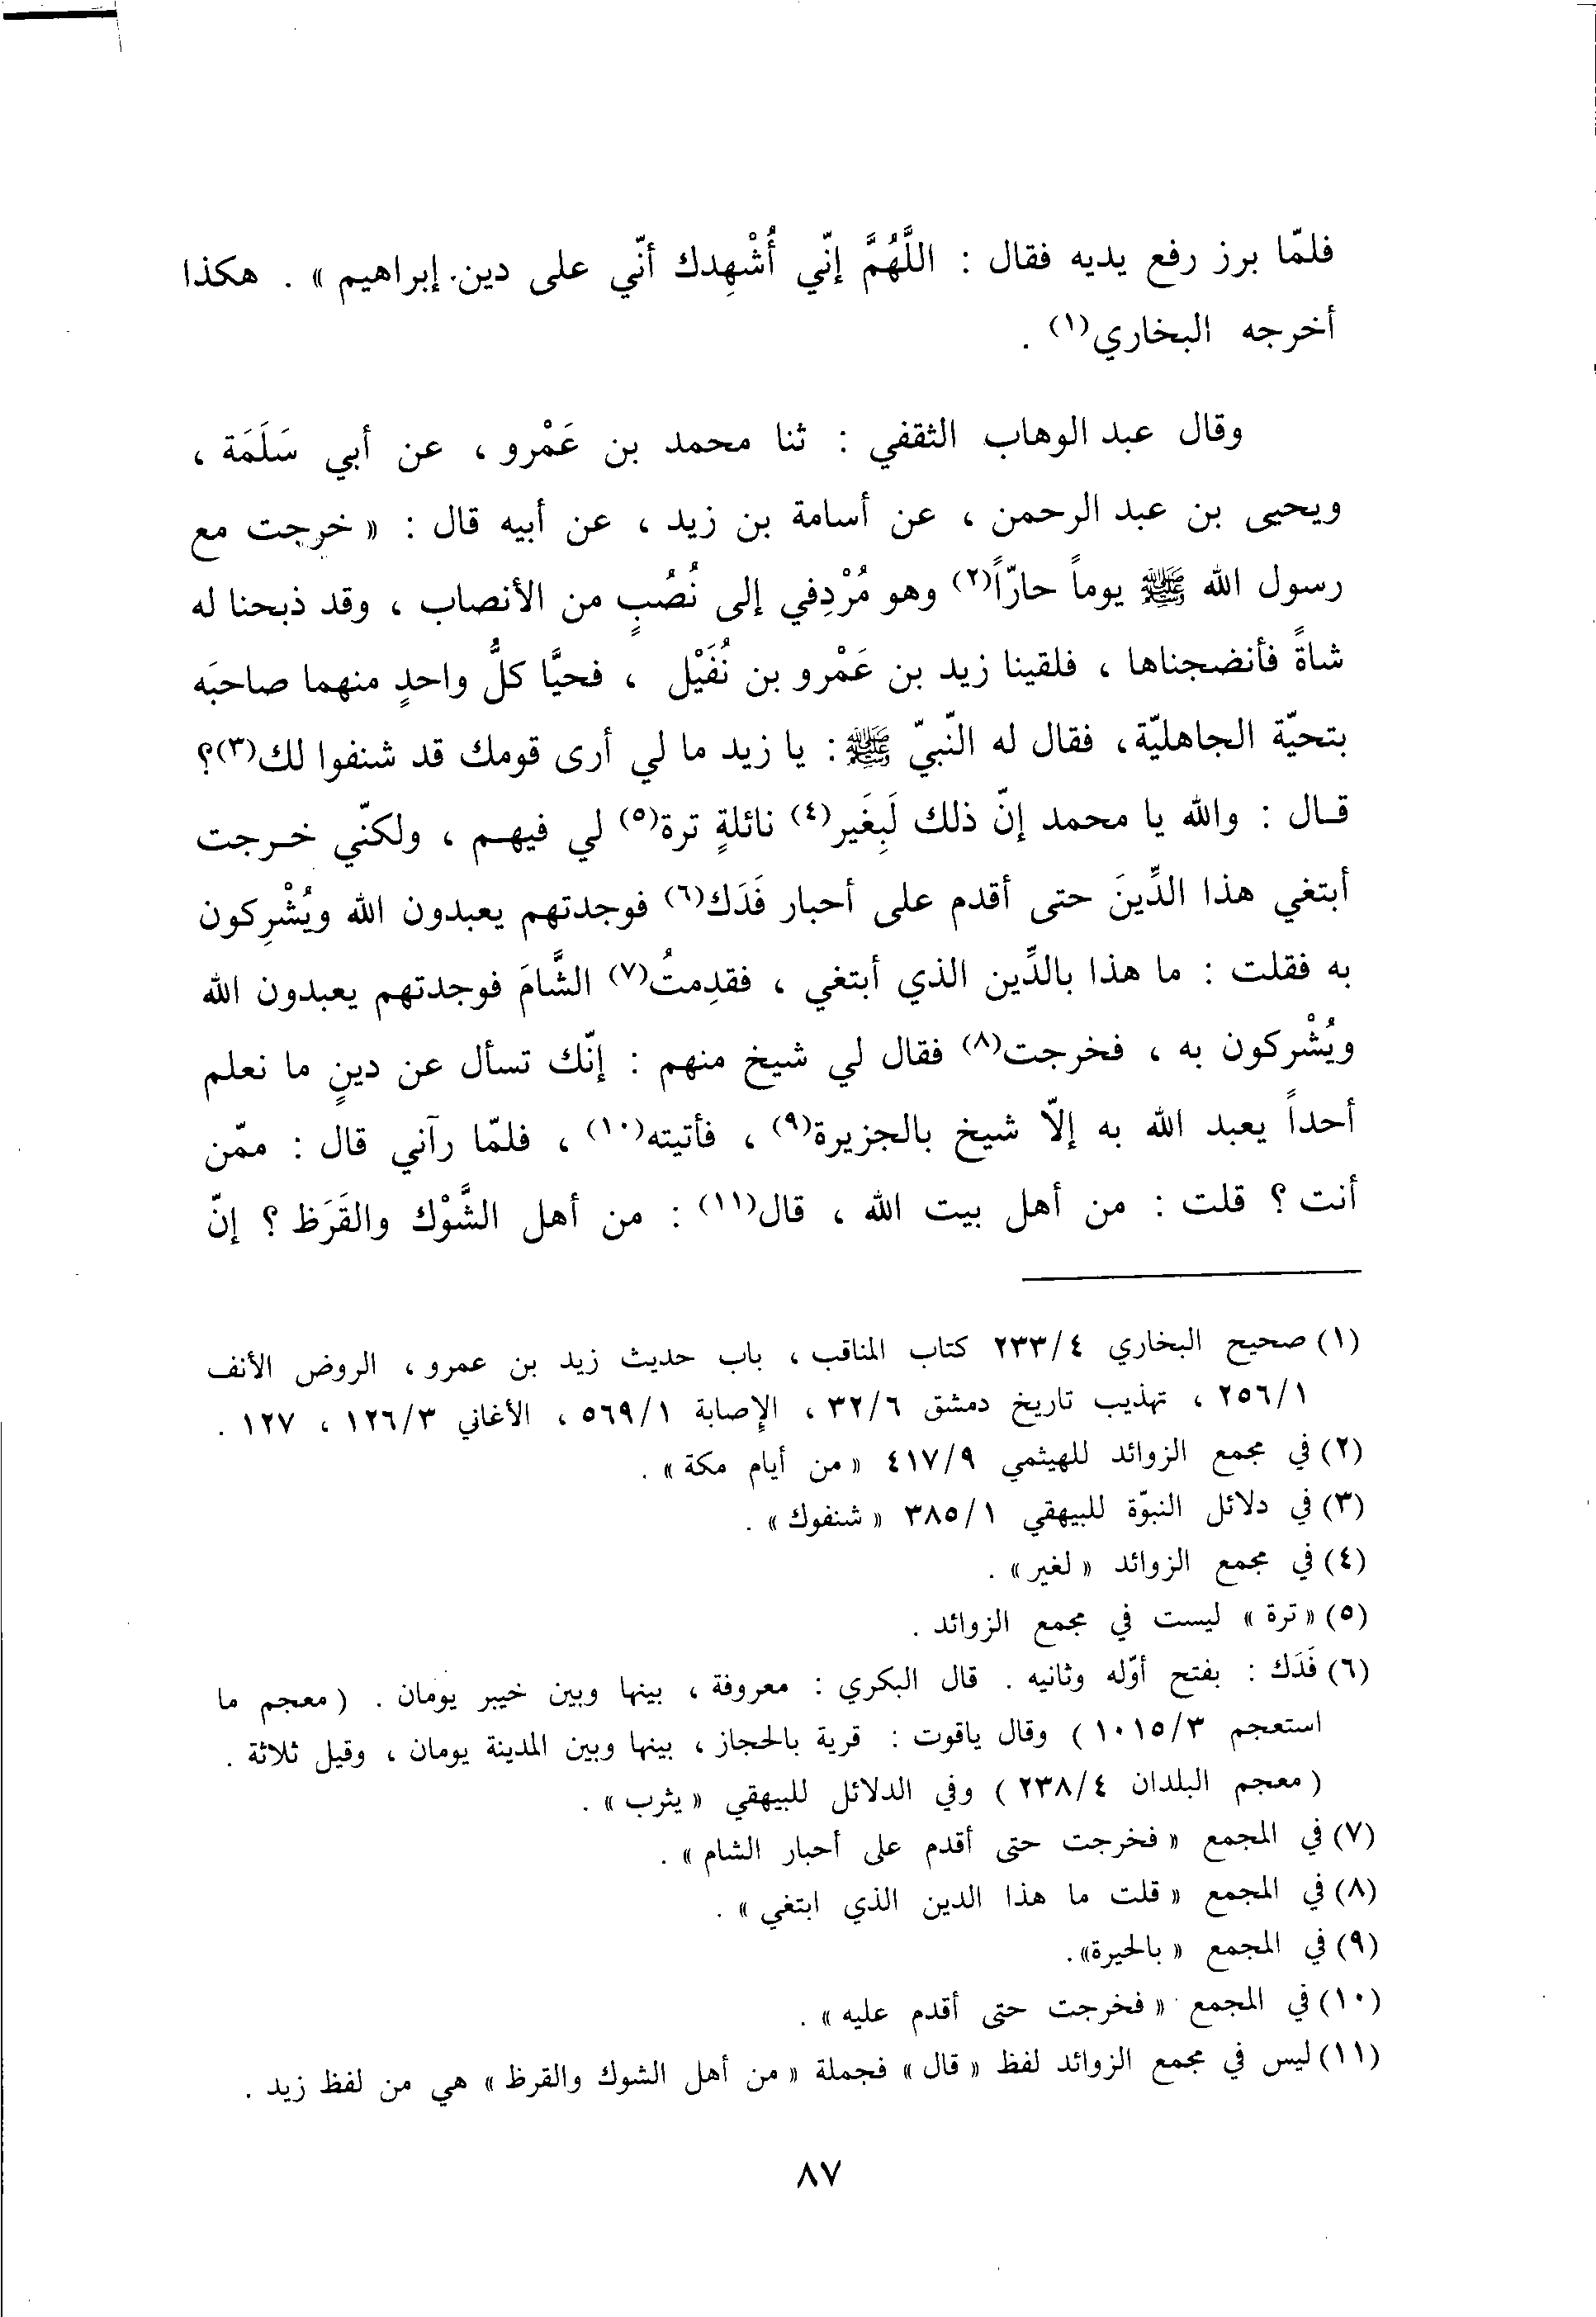 فلمّا برز رفع يديه فقال : اللَّهُمَّ إنّي أُشْهِدك أنّي على دين إبراهيم » . هكذا
أخرجه البخاري(١) .
وقال عبد الوهاب الثقفي : ثنا محمد بن عَمْرو ، عن أبي سَلَمَة ،
ويحيى بن عبد الرحمن ، عن أسامة بن زيد ، عن أبيه قال : « خرجت مع
رسول الله ﷺ يوماً حارّاً(٢) وهو مُرْدِفي إلى نُصُبٍ من الأنصاب ، وقد ذبحنا له
شاةً فأنضجناها ، فلقينا زيد بن عَمْرو بن نُفَيْل ، فحيَّا كلُّ واحدٍ منهما صاحبَه
بتحيّة الجاهليّة، فقال له النّبيّ ﷺ : يا زيد ما لي أرى قومك قد شنفوا لك(٣)؟
قـال : والله يا محمد إنّ ذلك لَبِغَير(٤) نائلةٍ ترة(٥) لي فيهـم ، ولكنّي خـرجت
أبتغي هذا الدِّينَ حتى أقدم على أحبار فَدَك(٦) فوجدتهم يعبدون الله ويُشْرِكون
به فقلت : ما هذا بالدِّين الذي أبتغي ، فقدِمتُ(٧) الشَّامَ فوجدتهم يعبدون الله
ويُشْركون به ، فخرجت(٨) فقال لي شيخ منهم : إنّك تسأل عن دينٍ ما نعلم
أحداً يعبد الله به إلاّ شيخ بالجزيرة(٩) ، فأتيته(١٠) ، فلمّا رآني قال : ممّن
أنت ؟ قلت : من أهل بيت الله ، قال(١١) : من أهل الشَّوْك والقَرَظ ؟ إنّ
(١) صحيح البخاري ٢٣٣/٤ كتاب المناقب ، باب حديث زيد بن عمرو ، الروض الأنف
٢٥٦/١ ، تهذيب تاريخ دمشق ٣٢/٦ ، الإصابة ٥٦٩/١ ، الأغاني ١٢٦/٣ ، ١٢٧ .
(٢) في مجمع الزوائد للهيثمي ٤١٧/٩ « من أيام مكة » .
(٣) في دلائل النبوّة للبيهقي ٣٨٥/١ « شنفوك » .
(٤) في مجمع الزوائد « لغير » .
(٥) « ترة » ليست في مجمع الزوائد .
(٦) فَدَك : بفتح أوّله وثانيه . قال البكري : معروفة ، بينها وبين خيبر يومان . ( معجم ما
استعجم ١٠١٥/٣ ) وقال ياقوت : قرية بالحجاز ، بينها وبين المدينة يومان ، وقيل ثلاثة .
( معجم البلدان ٢٣٨/٤ ) وفي الدلائل للبيهقي « يثرب » .
(٧) في المجمع « فخرجت حتى أقدم على أحبار الشام » .
(٨) في المجمع « قلت ما هذا الدين الذي ابتغي » .
(٩) في المجمع « بالحيرة» .
(١٠) في المجمع « فخرجت حتى أقدم عليه » .
(١١) ليس في مجمع الزوائد لفظ « قال » فجملة « من أهل الشوك والقرظ » هي من لفظ زيد .
٨٧